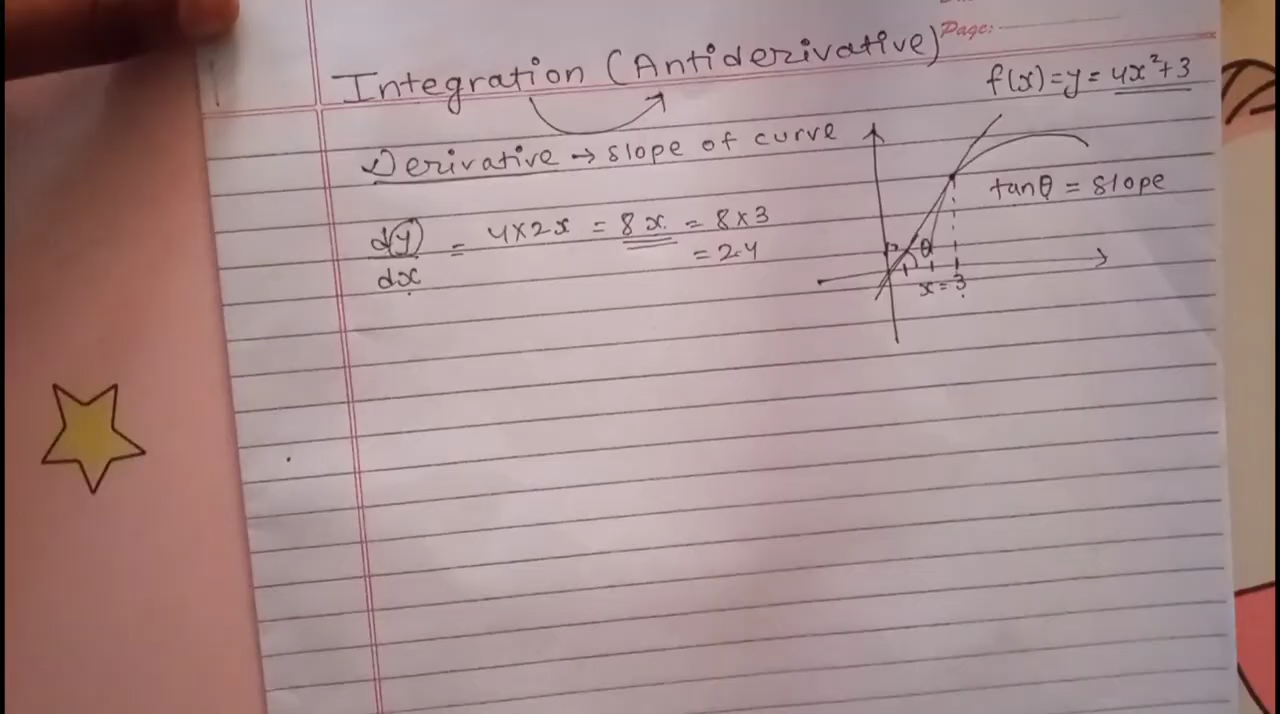 Page:
Integration (Antiderivative)
f(x)=y= 4x²+3
Derivative → slope of curve
tanθ = slope
dy/dx = 4×2x = 8x = 8×3
= 24
θ
x=3